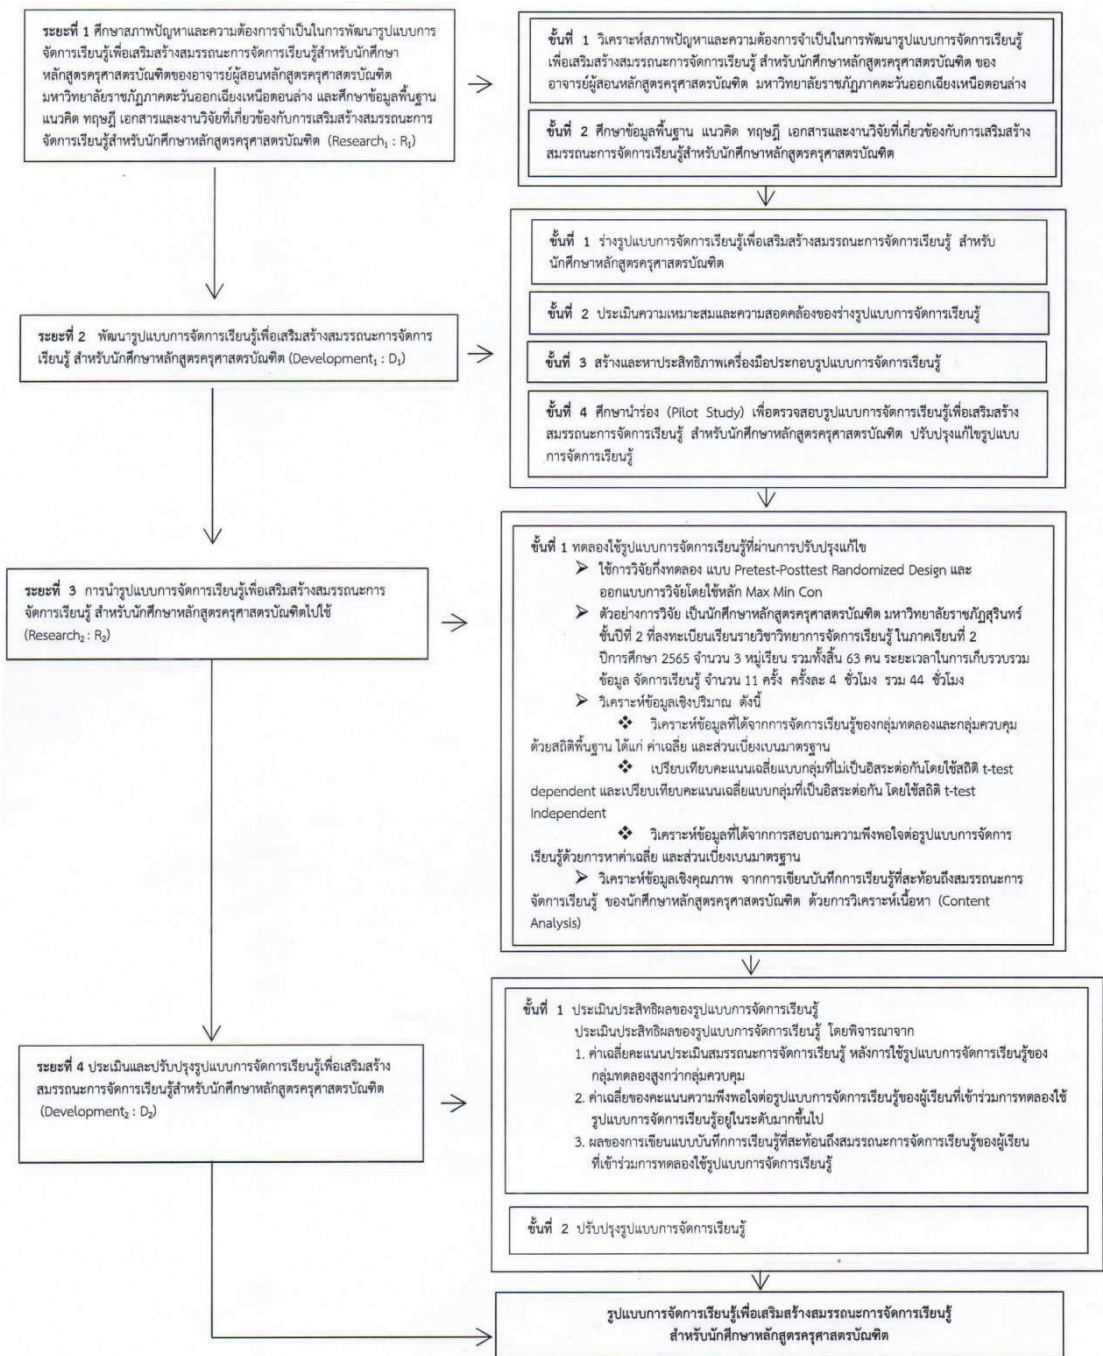 ระยะที่ 1 ศึกษาสภาพปัญหาและความต้องการจำเป็นในการพัฒนารูปแบบการ
จัดการเรียนรู้เพื่อเสริมสร้างสมรรถนะการจัดการเรียนรู้สำหรับนักศึกษา
หลักสูตรครุศาสตรบัณฑิตของอาจารย์ผู้สอนหลักสูตรครุศาสตรบัณฑิต
มหาวิทยาลัยราชภัฏภาคตะวันออกเฉียงเหนือตอนล่าง และศึกษาข้อมูลพื้นฐาน
แนวคิด ทฤษฎี เอกสารและงานวิจัยที่เกี่ยวข้องกับการเสริมสร้างสมรรถนะการ
จัดการเรียนรู้สำหรับนักศึกษาหลักสูตรครุศาสตรบัณฑิต (Research₁ : R₁)
ขั้นที่ 1 วิเคราะห์สภาพปัญหาและความต้องการจำเป็นในการพัฒนารูปแบบการจัดการเรียนรู้
เพื่อเสริมสร้างสมรรถนะการจัดการเรียนรู้ สำหรับนักศึกษาหลักสูตรครุศาสตรบัณฑิต ของ
อาจารย์ผู้สอนหลักสูตรครุศาสตรบัณฑิต มหาวิทยาลัยราชภัฏภาคตะวันออกเฉียงเหนือตอนล่าง
ขั้นที่ 2 ศึกษาข้อมูลพื้นฐาน แนวคิด ทฤษฎี เอกสารและงานวิจัยที่เกี่ยวข้องกับการเสริมสร้าง
สมรรถนะการจัดการเรียนรู้สำหรับนักศึกษาหลักสูตรครุศาสตรบัณฑิต
ระยะที่ 2 พัฒนารูปแบบการจัดการเรียนรู้เพื่อเสริมสร้างสมรรถนะการจัดการ
เรียนรู้ สำหรับนักศึกษาหลักสูตรครุศาสตรบัณฑิต (Development₁ : D₁)
ขั้นที่ 1 ร่างรูปแบบการจัดการเรียนรู้เพื่อเสริมสร้างสมรรถนะการจัดการเรียนรู้ สำหรับ
นักศึกษาหลักสูตรครุศาสตรบัณฑิต
ขั้นที่ 2 ประเมินความเหมาะสมและความสอดคล้องของร่างรูปแบบการจัดการเรียนรู้
ขั้นที่ 3 สร้างและหาประสิทธิภาพเครื่องมือประกอบรูปแบบการจัดการเรียนรู้
ขั้นที่ 4 ศึกษานำร่อง (Pilot Study) เพื่อตรวจสอบรูปแบบการจัดการเรียนรู้เพื่อเสริมสร้าง
สมรรถนะการจัดการเรียนรู้ สำหรับนักศึกษาหลักสูตรครุศาสตรบัณฑิต ปรับปรุงแก้ไขรูปแบบ
การจัดการเรียนรู้
ระยะที่ 3 การนำรูปแบบการจัดการเรียนรู้เพื่อเสริมสร้างสมรรถนะการ
จัดการเรียนรู้ สำหรับนักศึกษาหลักสูตรครุศาสตรบัณฑิตไปใช้
(Research₂ : R₂)
ขั้นที่ 1 ทดลองใช้รูปแบบการจัดการเรียนรู้ที่ผ่านการปรับปรุงแก้ไข
➤ ใช้การวิจัยกึ่งทดลอง แบบ Pretest-Posttest Randomized Design และ
ออกแบบการวิจัยโดยใช้หลัก Max Min Con
➤ ตัวอย่างการวิจัย เป็นนักศึกษาหลักสูตรครุศาสตรบัณฑิต มหาวิทยาลัยราชภัฏสุรินทร์
ชั้นปีที่ 2 ที่ลงทะเบียนเรียนรายวิชาวิทยาการจัดการเรียนรู้ ในภาคเรียนที่ 2
ปีการศึกษา 2565 จำนวน 3 หมู่เรียน รวมทั้งสิ้น 63 คน ระยะเวลาในการเก็บรวบรวม
ข้อมูล จัดการเรียนรู้ จำนวน 11 ครั้ง ครั้งละ 4 ชั่วโมง รวม 44 ชั่วโมง
➤ วิเคราะห์ข้อมูลเชิงปริมาณ ดังนี้
❖ วิเคราะห์ข้อมูลที่ได้จากการจัดการเรียนรู้ของกลุ่มทดลองและกลุ่มควบคุม
ด้วยสถิติพื้นฐาน ได้แก่ ค่าเฉลี่ย และส่วนเบี่ยงเบนมาตรฐาน
❖ เปรียบเทียบคะแนนเฉลี่ยแบบกลุ่มที่ไม่เป็นอิสระต่อกันโดยใช้สถิติ t-test
dependent และเปรียบเทียบคะแนนเฉลี่ยแบบกลุ่มที่เป็นอิสระต่อกัน โดยใช้สถิติ t-test
Independent
❖ วิเคราะห์ข้อมูลที่ได้จากการสอบถามความพึงพอใจต่อรูปแบบการจัดการ
เรียนรู้ด้วยการหาค่าเฉลี่ย และส่วนเบี่ยงเบนมาตรฐาน
➤ วิเคราะห์ข้อมูลเชิงคุณภาพ จากการเขียนบันทึกการเรียนรู้ที่สะท้อนถึงสมรรถนะการ
จัดการเรียนรู้ ของนักศึกษาหลักสูตรครุศาสตรบัณฑิต ด้วยการวิเคราะห์เนื้อหา (Content
Analysis)
ระยะที่ 4 ประเมินและปรับปรุงรูปแบบการจัดการเรียนรู้เพื่อเสริมสร้าง
สมรรถนะการจัดการเรียนรู้สำหรับนักศึกษาหลักสูตรครุศาสตรบัณฑิต
(Development₂ : D₂)
ขั้นที่ 1 ประเมินประสิทธิผลของรูปแบบการจัดการเรียนรู้
ประเมินประสิทธิผลของรูปแบบการจัดการเรียนรู้ โดยพิจารณาจาก
1. ค่าเฉลี่ยคะแนนประเมินสมรรถนะการจัดการเรียนรู้ หลังการใช้รูปแบบการจัดการเรียนรู้ของ
กลุ่มทดลองสูงกว่ากลุ่มควบคุม
2. ค่าเฉลี่ยของคะแนนความพึงพอใจต่อรูปแบบการจัดการเรียนรู้ของผู้เรียนที่เข้าร่วมการทดลองใช้
รูปแบบการจัดการเรียนรู้อยู่ในระดับมากขึ้นไป
3. ผลของการเขียนแบบบันทึกการเรียนรู้ที่สะท้อนถึงสมรรถนะการจัดการเรียนรู้ของผู้เรียน
ที่เข้าร่วมการทดลองใช้รูปแบบการจัดการเรียนรู้
ขั้นที่ 2 ปรับปรุงรูปแบบการจัดการเรียนรู้
รูปแบบการจัดการเรียนรู้เพื่อเสริมสร้างสมรรถนะการจัดการเรียนรู้
สำหรับนักศึกษาหลักสูตรครุศาสตรบัณฑิต